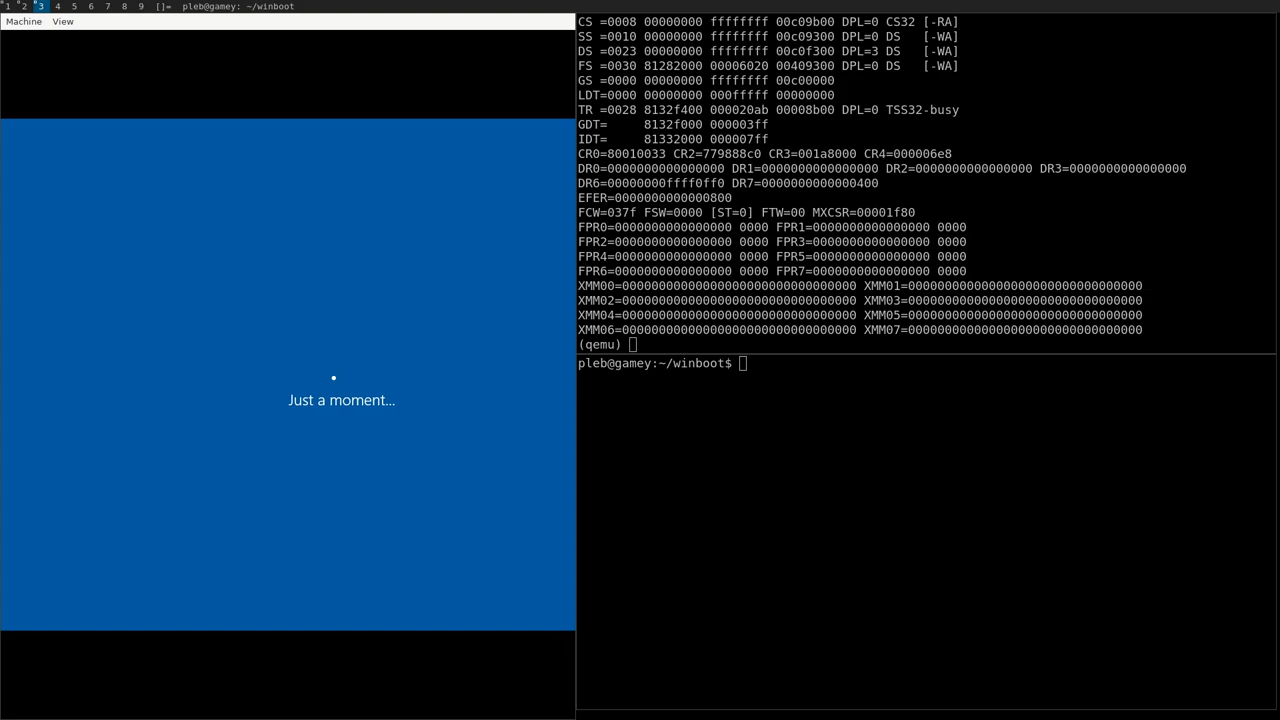 1 2 3 4 5 6 7 8 9 []= pleb@gamey: ~/winboot
Machine View
Just a moment...
CS =0008 00000000 ffffffff 00c09b00 DPL=0 CS32 [-RA]
SS =0010 00000000 ffffffff 00c09300 DPL=0 DS   [-WA]
DS =0023 00000000 ffffffff 00c0f300 DPL=3 DS   [-WA]
FS =0030 81282000 00006020 00409300 DPL=0 DS   [-WA]
GS =0000 00000000 ffffffff 00c00000
LDT=0000 00000000 000fffff 00000000
TR =0028 8132f400 000020ab 00008b00 DPL=0 TSS32-busy
GDT=     8132f000 000003ff
IDT=     81332000 000007ff
CR0=80010033 CR2=779888c0 CR3=001a8000 CR4=000006e8
DR0=0000000000000000 DR1=0000000000000000 DR2=0000000000000000 DR3=0000000000000000
DR6=00000000ffff0ff0 DR7=0000000000000400
EFER=0000000000000800
FCW=037f FSW=0000 [ST=0] FTW=00 MXCSR=00001f80
FPR0=0000000000000000 0000 FPR1=0000000000000000 0000
FPR2=0000000000000000 0000 FPR3=0000000000000000 0000
FPR4=0000000000000000 0000 FPR5=0000000000000000 0000
FPR6=0000000000000000 0000 FPR7=0000000000000000 0000
XMM00=00000000000000000000000000000000 XMM01=00000000000000000000000000000000
XMM02=00000000000000000000000000000000 XMM03=00000000000000000000000000000000
XMM04=00000000000000000000000000000000 XMM05=00000000000000000000000000000000
XMM06=00000000000000000000000000000000 XMM07=00000000000000000000000000000000
(qemu)
pleb@gamey:~/winboot$